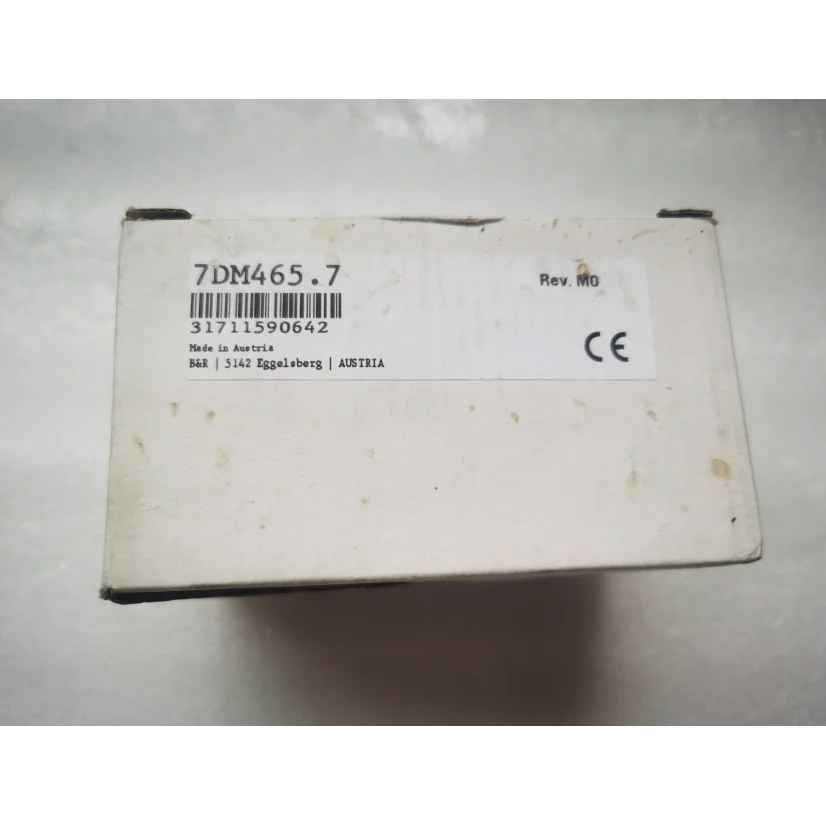 7DM465.7
Rev. M0
31711590642
Made in Austria
B&R | 5142 Eggelsberg | AUSTRIA
CE